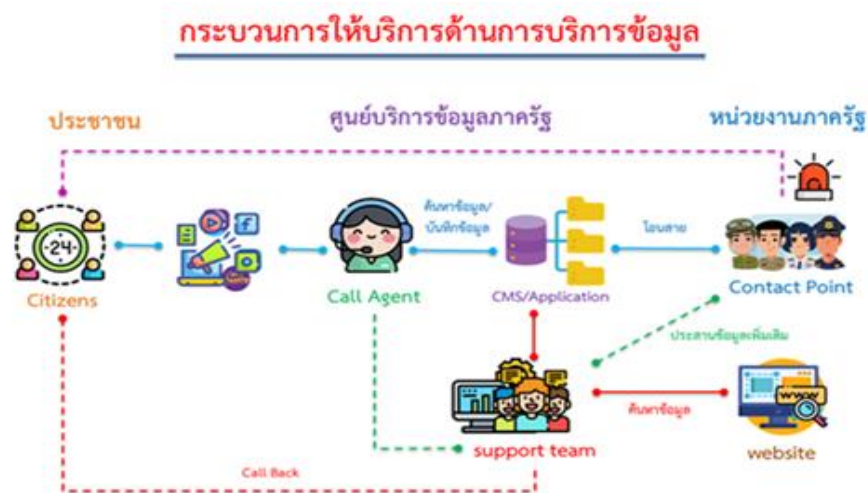 กระบวนการให้บริการด้านการบริการข้อมูล
ประชาชน
ศูนย์บริการข้อมูลภาครัฐ
หน่วยงานภาครัฐ
24
Citizens
Call Agent
ค้นหาข้อมูล/
บันทึกข้อมูล
CMS/Application
โอนสาย
Contact Point
ประสานข้อมูลเพิ่มเติม
support team
ค้นหาข้อมูล
www
website
Call Back